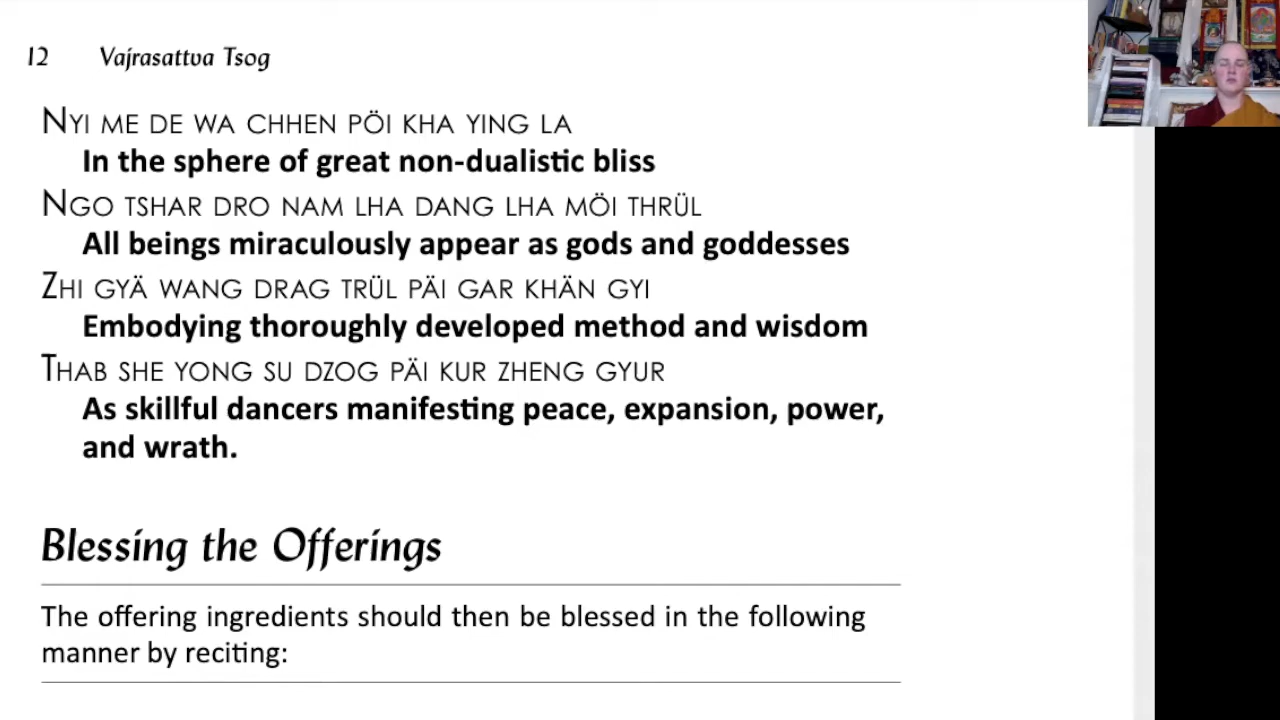 12 Vajrasattva Tsog
NYI ME DE WA CHHEN PÖI KHA YING LA
In the sphere of great non-dualistic bliss
NGO TSHAR DRO NAM LHA DANG LHA MÖI THRÜL
All beings miraculously appear as gods and goddesses
ZHI GYÄ WANG DRAG TRÜL PÄI GAR KHÄN GYI
Embodying thoroughly developed method and wisdom
THAB SHE YONG SU DZOG PÄI KUR ZHENG GYUR
As skillful dancers manifesting peace, expansion, power,
and wrath.
Blessing the Offerings
The offering ingredients should then be blessed in the following
manner by reciting: